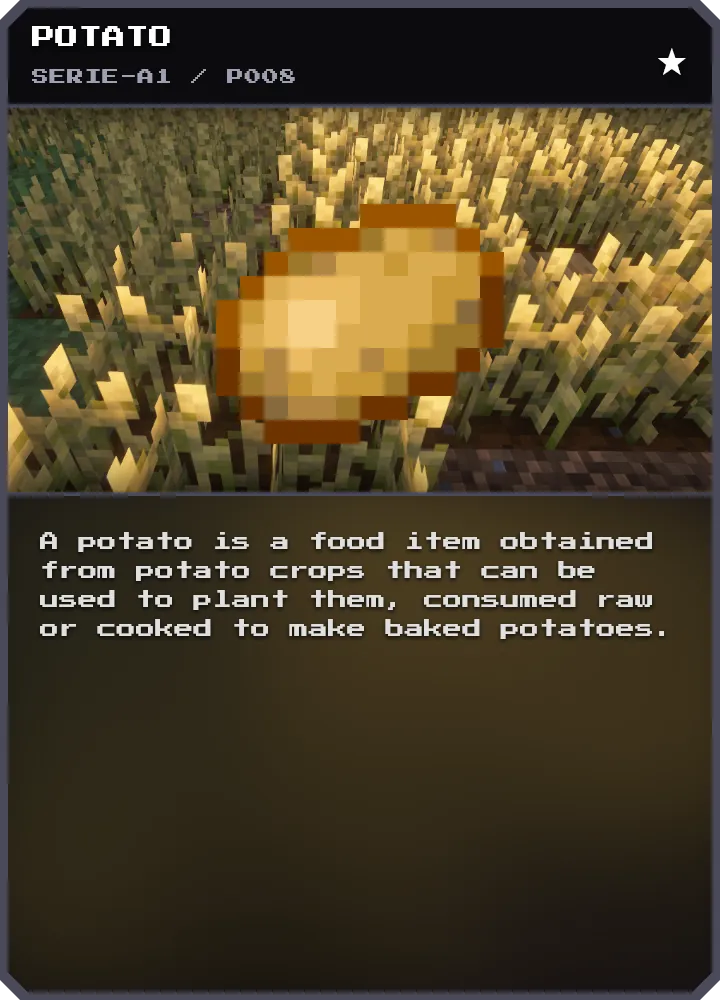 POTATO
SERIE-A1 / P008
A potato is a food item obtained
from potato crops that can be
used to plant them, consumed raw
or cooked to make baked potatoes.